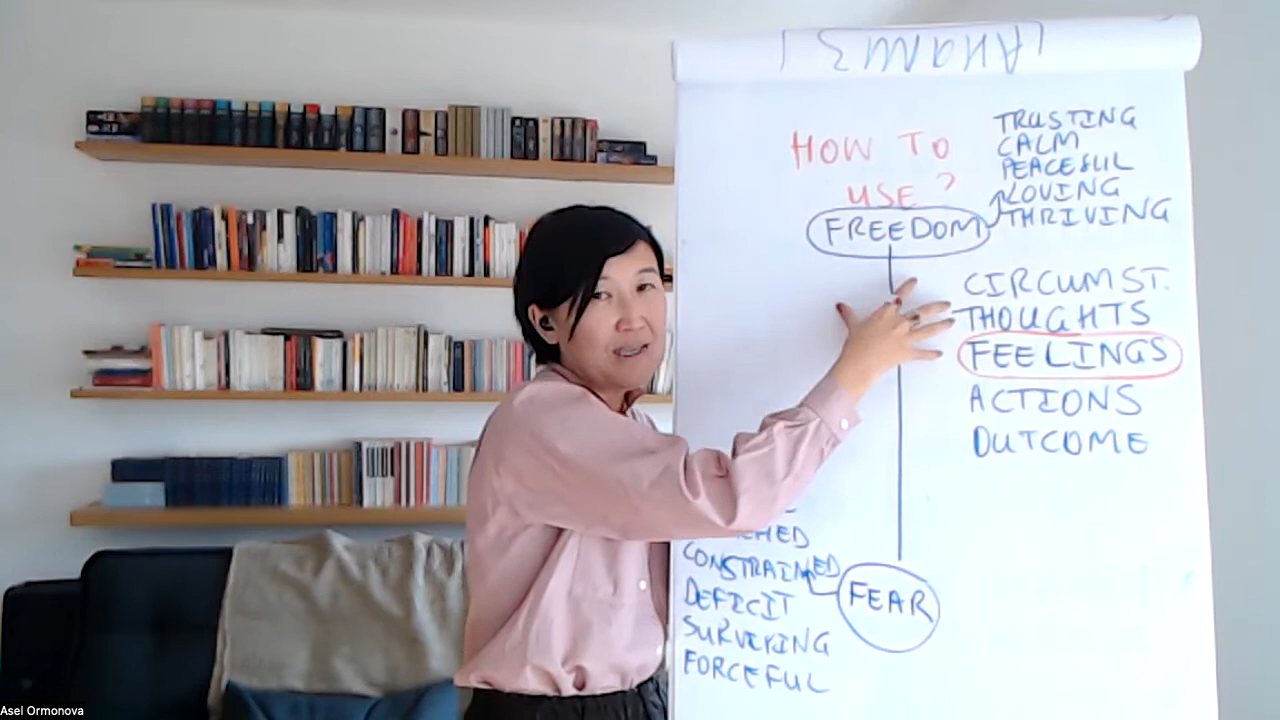 HOW TO
USE?
FREEDOM
TRUSTING
CALM
PEACEFUL
LOVING
THRIVING
CIRCUMST.
THOUGHTS
FEELINGS
ACTIONS
OUTCOME
CONSTRAINED
DEFICIT
SURVIVING
FORCEFUL
FEAR
Asel Ormonova